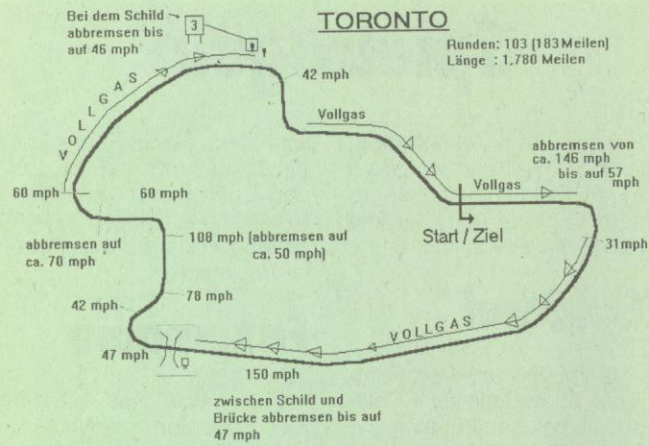 TORONTO
Bei dem Schild
abbremsen bis
auf 46 mph
3
Runden: 103 (183 Meilen)
Länge : 1,780 Meilen
42 mph
VOLLGAS
Vollgas
abbremsen von
ca. 146 mph
bis auf 57
mph
Vollgas
60 mph
60 mph
Start / Ziel
31 mph
108 mph (abbremsen auf
ca. 50 mph)
abbremsen auf
ca. 70 mph
78 mph
42 mph
VOLLGAS
47 mph
150 mph
zwischen Schild und
Brücke abbremsen bis auf
47 mph